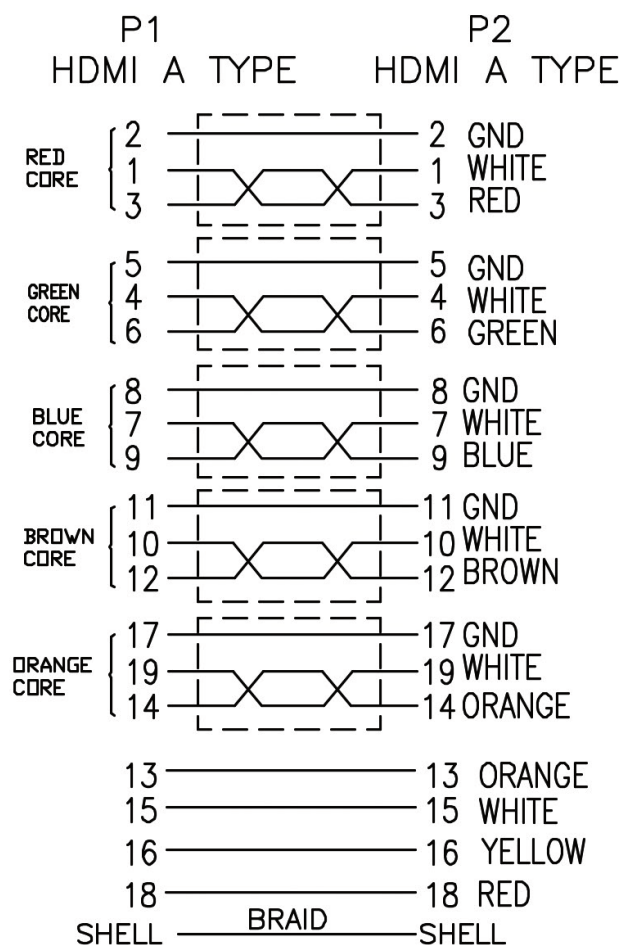 P1 P2
HDMI A TYPE HDMI A TYPE
RED CORE
2 2 GND
1 1 WHITE
3 3 RED
GREEN CORE
5 5 GND
4 4 WHITE
6 6 GREEN
BLUE CORE
8 8 GND
7 7 WHITE
9 9 BLUE
BROWN CORE
11 11 GND
10 10 WHITE
12 12 BROWN
ORANGE CORE
17 17 GND
19 19 WHITE
14 14 ORANGE
13 13 ORANGE
15 15 WHITE
16 16 YELLOW
18 18 RED
SHELL BRAID SHELL